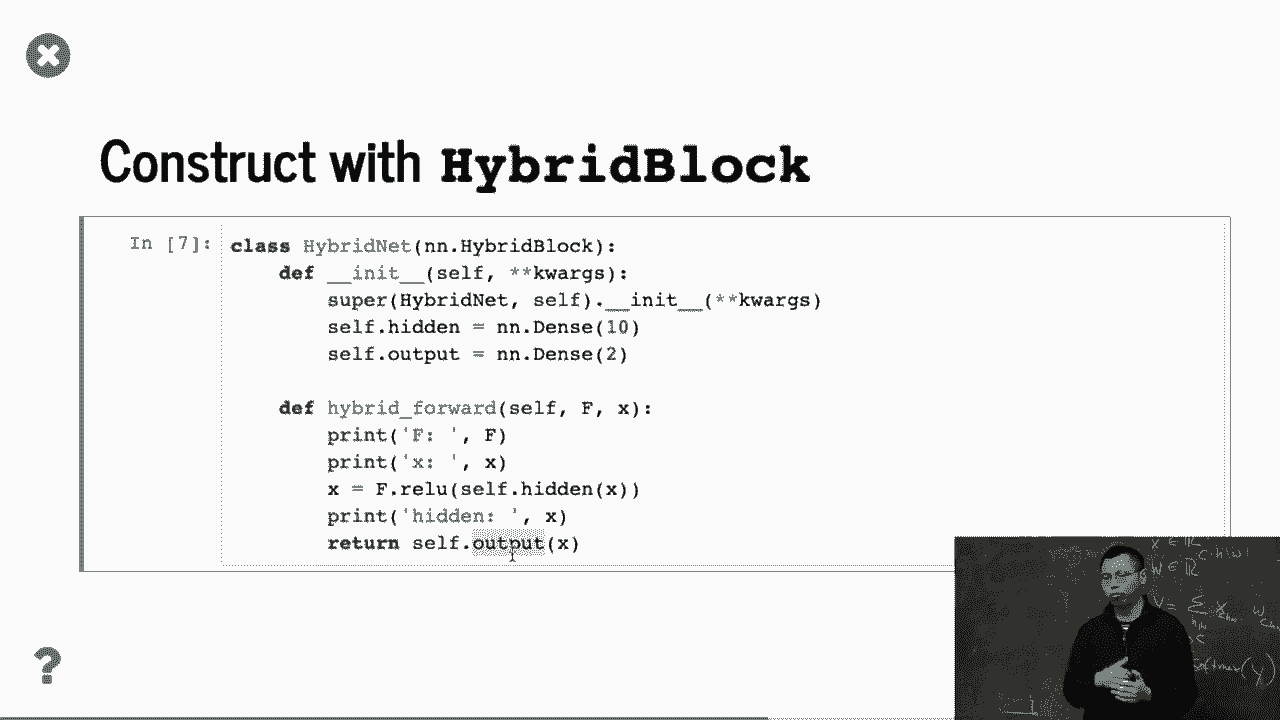 Construct with HybridBlock
In [7]:
class HybridNet(nn.HybridBlock):
def __init__(self, **kwargs):
super(HybridNet, self).__init__(**kwargs)
self.hidden = nn.Dense(10)
self.output = nn.Dense(2)
def hybrid_forward(self, F, x):
print('F: ', F)
print('x: ', x)
x = F.relu(self.hidden(x))
print('hidden: ', x)
return self.output(x)
?